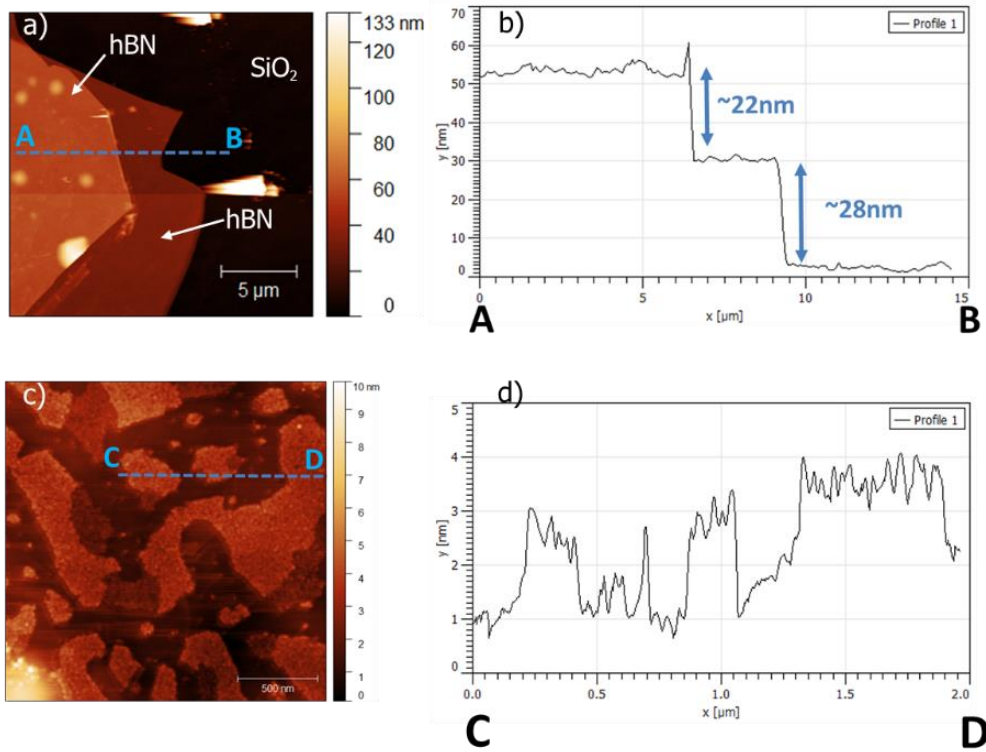 a)
hBN
SiO₂
A
B
hBN
5 µm
133 nm
120
100
80
60
40
0
b)
Profile 1
y [nm]
70
60
50
40
30
20
10
0
~22nm
~28nm
0
5
10
15
x [µm]
A
B
c)
C
D
500 nm
10 nm
9
8
7
6
5
4
3
2
1
0
d)
Profile 1
y [nm]
5
4
3
2
1
0
0.0
0.5
1.0
1.5
2.0
x [µm]
C
D